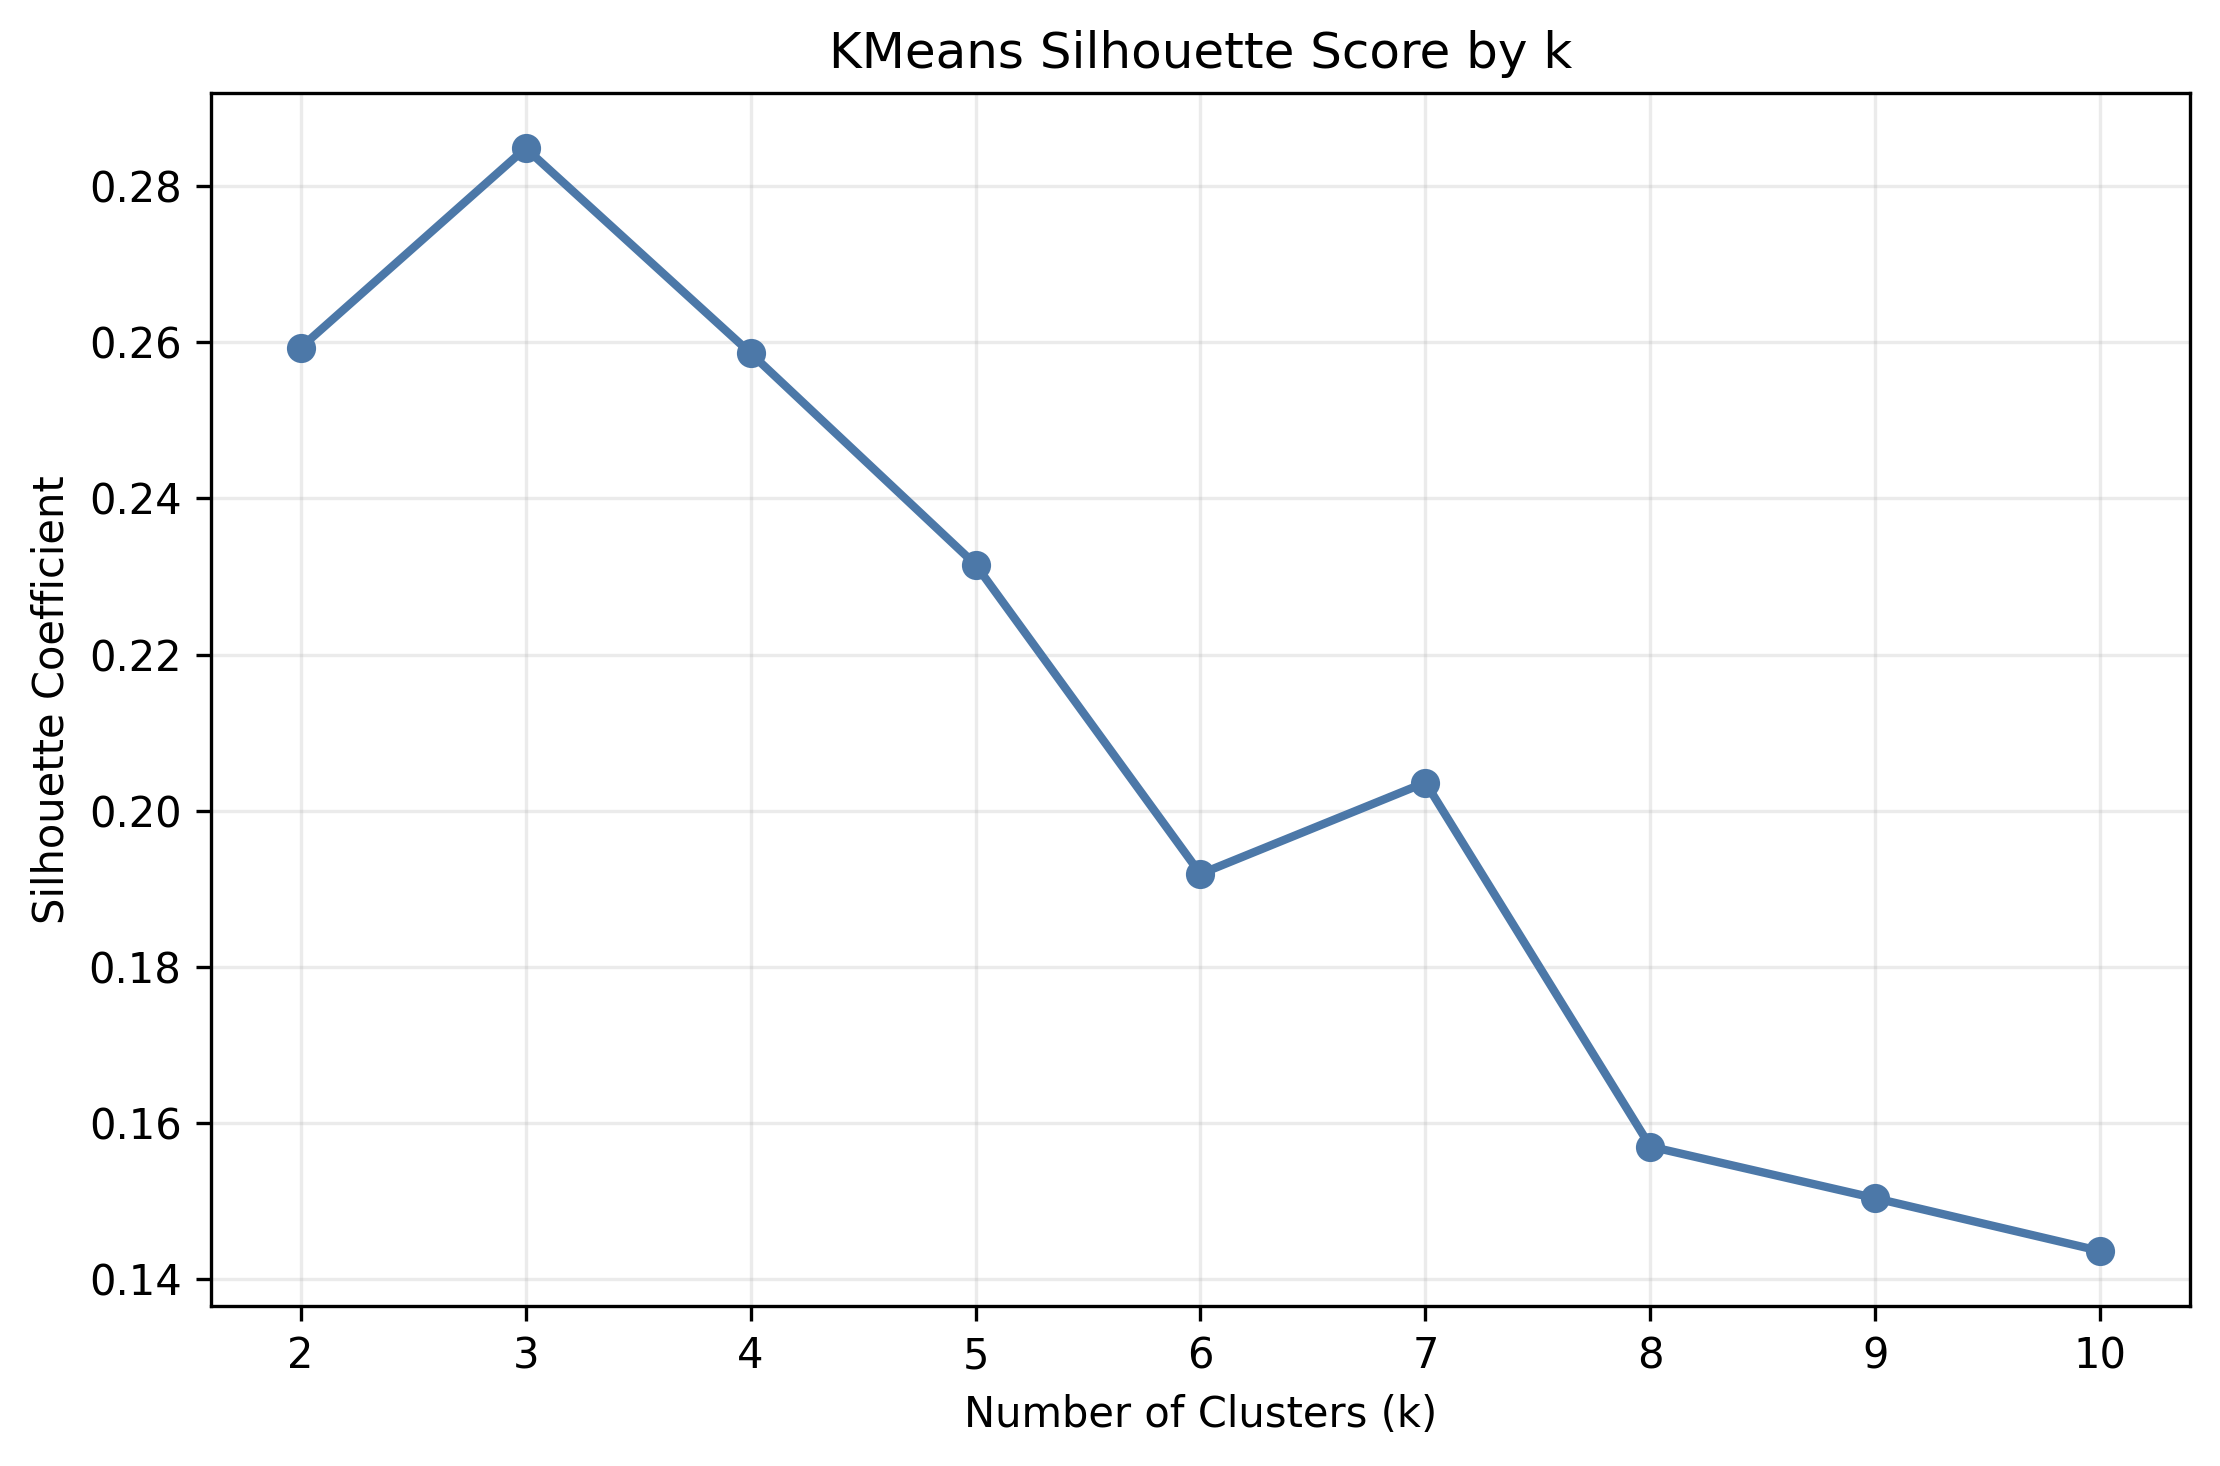 KMeans Silhouette Score by k
Silhouette Coefficient
0.28
0.26
0.24
0.22
0.20
0.18
0.16
0.14
2 3 4 5 6 7 8 9 10
Number of Clusters (k)